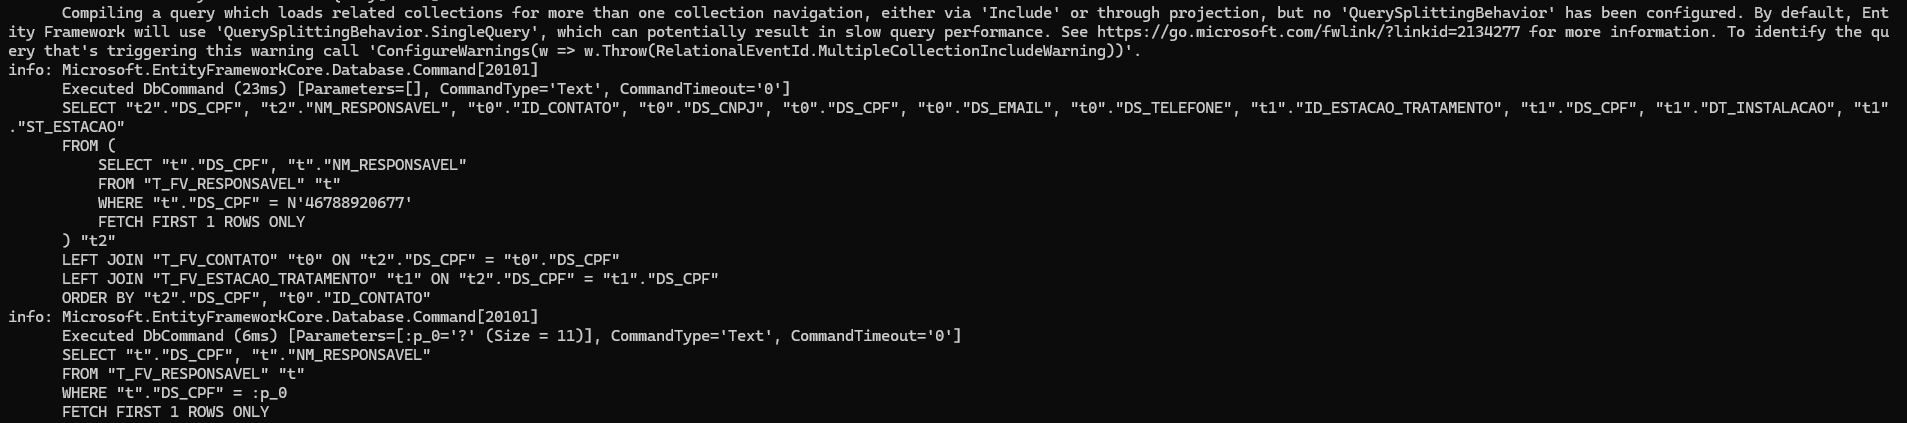 Compiling a query which loads related collections for more than one collection navigation, either via 'Include' or through projection, but no 'QuerySplittingBehavior' has been configured. By default, Ent
ity Framework will use 'QuerySplittingBehavior.SingleQuery', which can potentially result in slow query performance. See https://go.microsoft.com/fwlink/?linkid=2134277 for more information. To identify the qu
ery that's triggering this warning call 'ConfigureWarnings(w => w.Throw(RelationalEventId.MultipleCollectionIncludeWarning))'.
info: Microsoft.EntityFrameworkCore.Database.Command[20101]
Executed DbCommand (23ms) [Parameters=[], CommandType='Text', CommandTimeout='0']
SELECT "t2"."DS_CPF", "t2"."NM_RESPONSAVEL", "t0"."ID_CONTATO", "t0"."DS_CNPJ", "t0"."DS_CPF", "t0"."DS_EMAIL", "t0"."DS_TELEFONE", "t1"."ID_ESTACAO_TRATAMENTO", "t1"."DS_CPF", "t1"."DT_INSTALACAO", "t1"
."ST_ESTACAO"
FROM (
SELECT "t"."DS_CPF", "t"."NM_RESPONSAVEL"
FROM "T_FV_RESPONSAVEL" "t"
WHERE "t"."DS_CPF" = N'46788920677'
FETCH FIRST 1 ROWS ONLY
) "t2"
LEFT JOIN "T_FV_CONTATO" "t0" ON "t2"."DS_CPF" = "t0"."DS_CPF"
LEFT JOIN "T_FV_ESTACAO_TRATAMENTO" "t1" ON "t2"."DS_CPF" = "t1"."DS_CPF"
ORDER BY "t2"."DS_CPF", "t0"."ID_CONTATO"
info: Microsoft.EntityFrameworkCore.Database.Command[20101]
Executed DbCommand (6ms) [Parameters=[:p_0='?' (Size = 11)], CommandType='Text', CommandTimeout='0']
SELECT "t"."DS_CPF", "t"."NM_RESPONSAVEL"
FROM "T_FV_RESPONSAVEL" "t"
WHERE "t"."DS_CPF" = :p_0
FETCH FIRST 1 ROWS ONLY